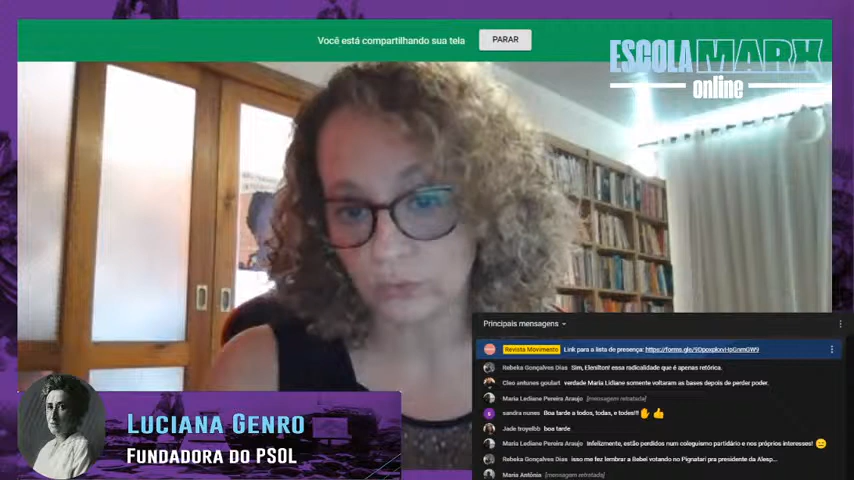 Você está compartilhando sua tela PARAR
ESCOLA MARX
online
Principais mensagens
Revista Movimento Link para a lista de presença:
Rebeka Gonçalves Dias Sim, Elenilton! essa radicalidade que é apenas retórica.
Cleo antunes goulart verdade Maria Lidiane somente voltaram as bases depois de perder poder.
Maria Lediane Pereira Araujo [mensagem retratada]
sandra nunes Boa tarde a todos, todas, e todes!!! ✋👍
Jade troyelbb boa tarde
Maria Lediane Pereira Araujo Infelizmente, estão perdidos num coleguismo partidário e nos próprios interesses! 😕
Rebeka Gonçalves Dias isso me fez lembrar a Bebel votando no Pignatari pra presidente da Alesp...
Maria Antônia [mensagem retratada]
LUCIANA GENRO
FUNDADORA DO PSOL